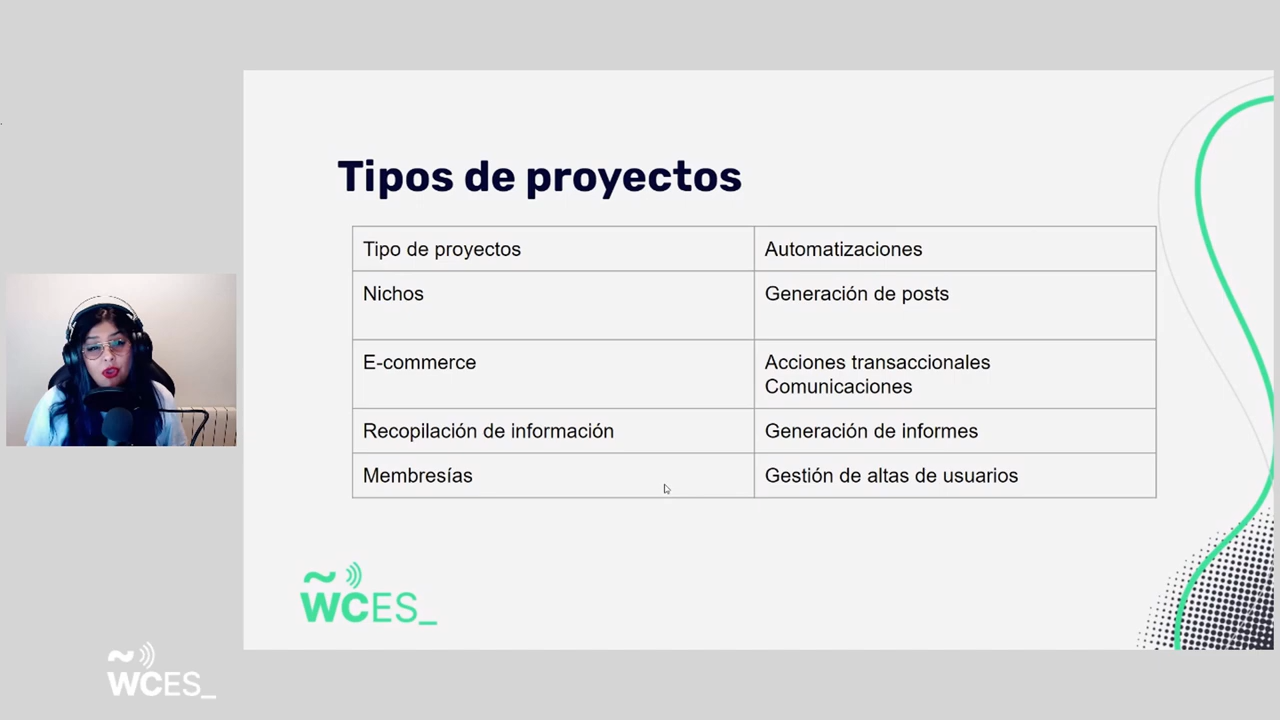 Tipos de proyectos
Tipo de proyectos
Automatizaciones
Nichos
Generación de posts
E-commerce
Acciones transaccionales
Comunicaciones
Recopilación de información
Generación de informes
Membresías
Gestión de altas de usuarios
~
WCES_
~
WCES_